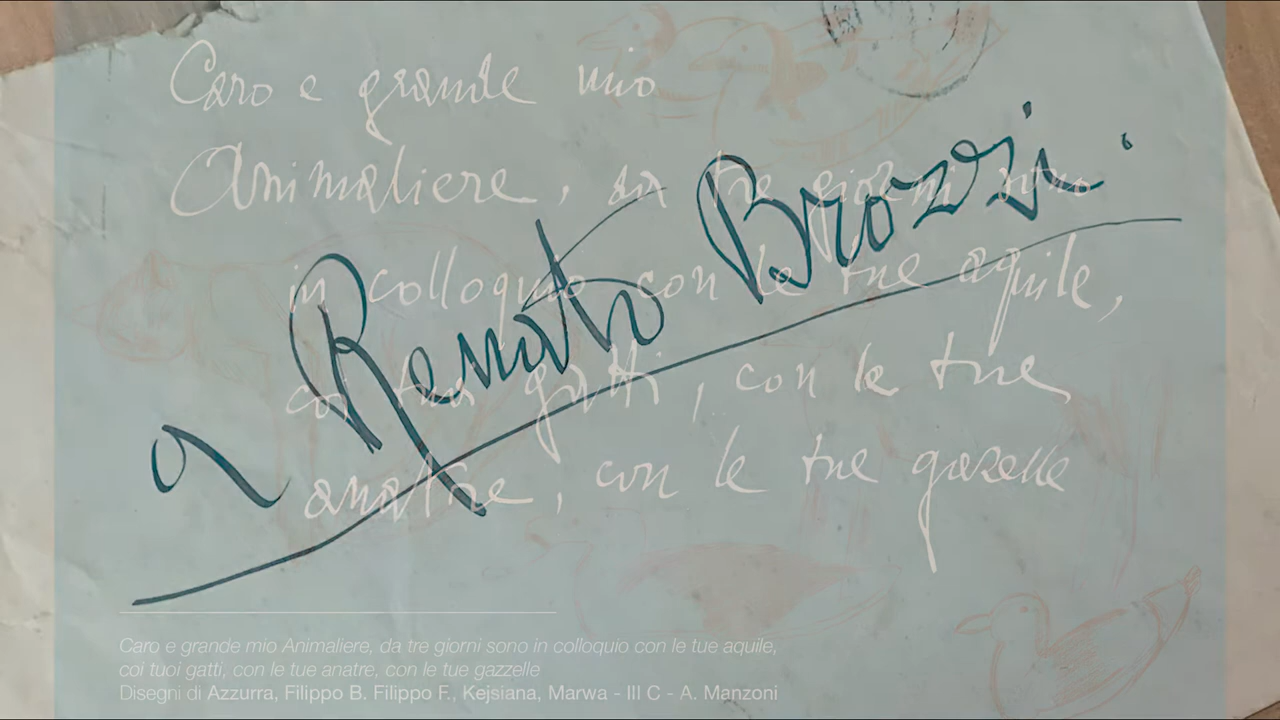 Caro e grande mio
Animaliere, da tre giorni sono
in colloquio con le tue aquile,
coi tuoi gatti, con le tue
anatre, con le tue gazzelle
a Renato Brozzi.
Caro e grande mio Animaliere, da tre giorni sono in colloquio con le tue aquile,
coi tuoi gatti, con le tue anatre, con le tue gazzelle
Disegni di Azzurra, Filippo B. Filippo F., Kejsiana, Marwa - III C - A. Manzoni